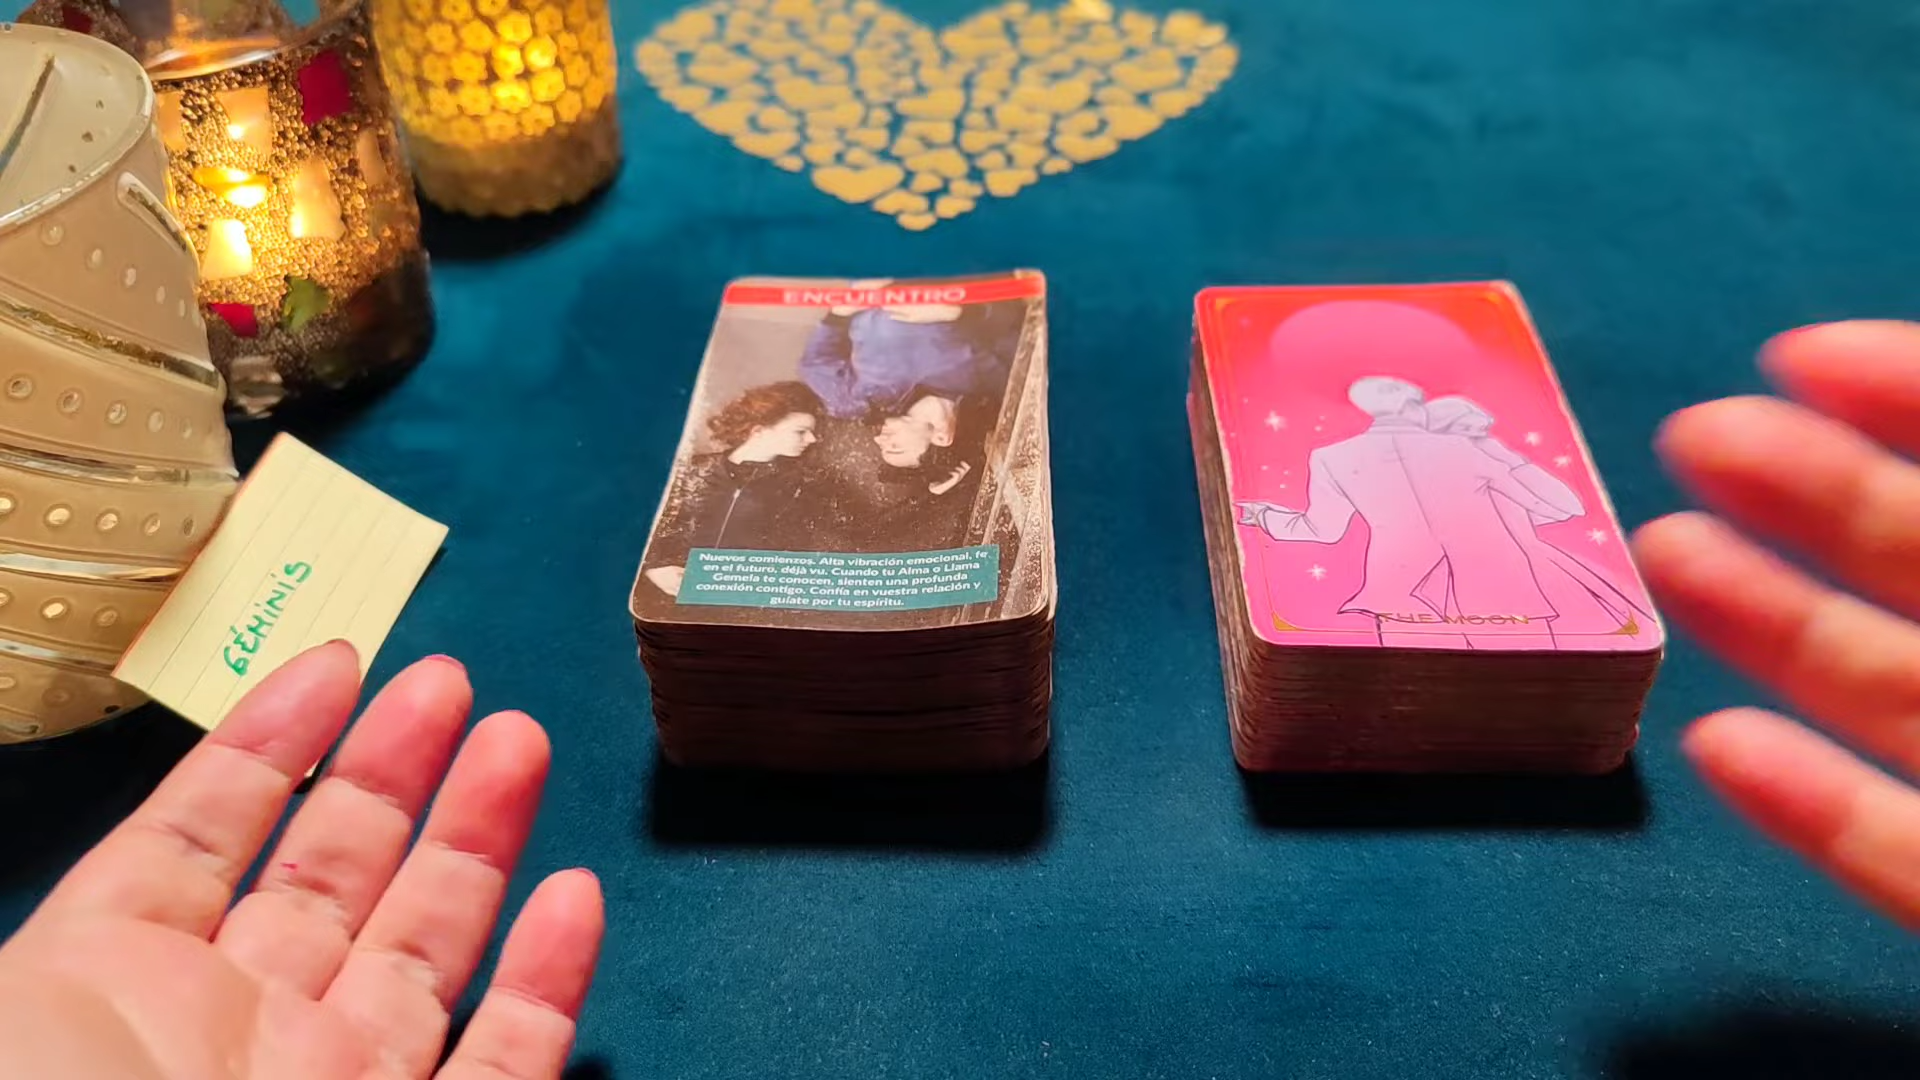 ENCUENTRO
Nuevos comienzos. Alta vibración emocional, fe
en el futuro, déjà vu. Cuando tu Alma o Llama
Gemela te conocen, sienten una profunda
conexión contigo. Confía en vuestra relación y
guíate por tu espíritu.
THE MOON
GÉMINIS